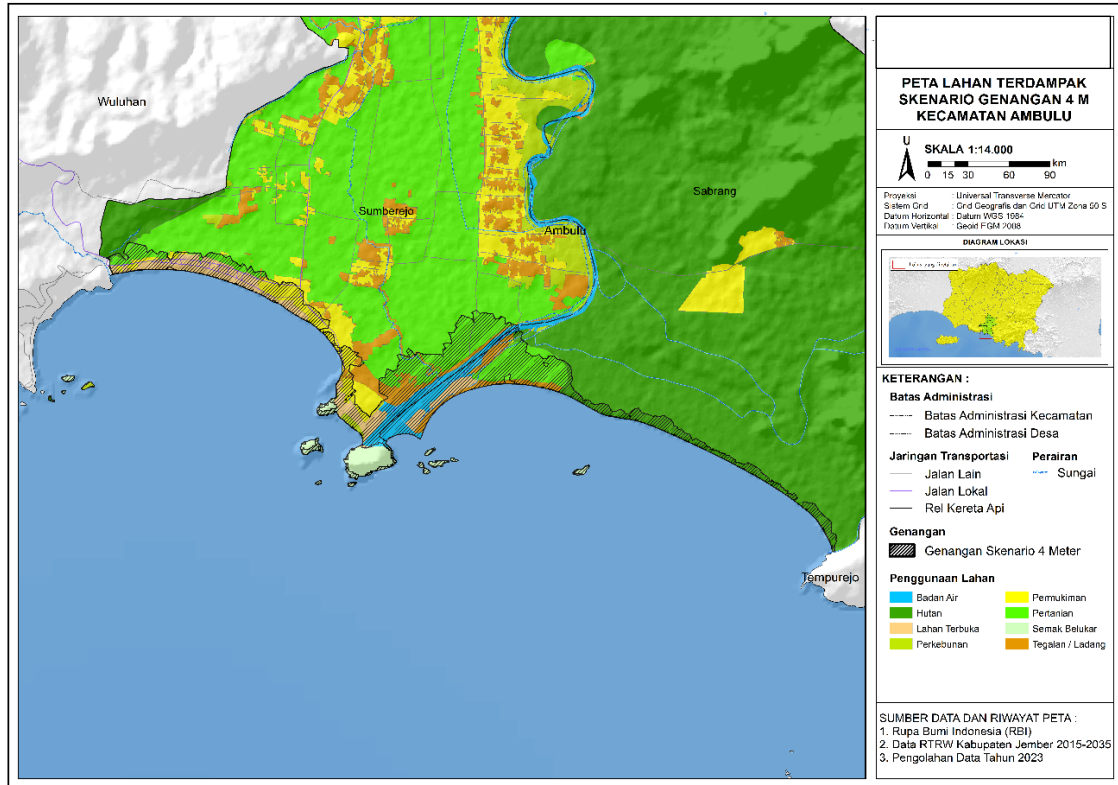 Wuluhan
Sumberejo
Ambulu
Sabrang
Tempurejo
PETA LAHAN TERDAMPAK
SKENARIO GENANGAN 4 M
KECAMATAN AMBULU
U
SKALA 1:14.000
km
0 15 30 60 90
Proyeksi : Universal Transverse Mercator
Sistem Grid : Grid Geografis dan Grid UTM Zona 50 S
Datum Horizontal : Datum WGS 1984
Datum Vertikal : Geoid EGM 2008
DIAGRAM LOKASI
KETERANGAN :
Batas Administrasi
Batas Administrasi Kecamatan
Batas Administrasi Desa
Jaringan Transportasi
Jalan Lain
Jalan Lokal
Rel Kereta Api
Perairan
Sungai
Genangan
Genangan Skenario 4 Meter
Penggunaan Lahan
Badan Air
Hutan
Lahan Terbuka
Perkebunan
Permukiman
Pertanian
Semak Belukar
Tegalan / Ladang
SUMBER DATA DAN RIWAYAT PETA :
1. Rupa Bumi Indonesia (RBI)
2. Data RTRW Kabupaten Jember 2015-2035
3. Pengolahan Data Tahun 2023